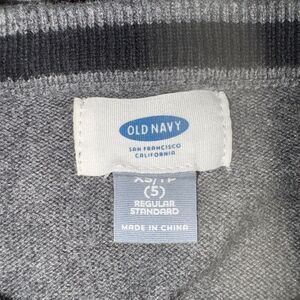 OLD NAVY
SAN FRANCISCO
CALIFORNIA
XS/TP
(5)
REGULAR
STANDARD
MADE IN CHINA